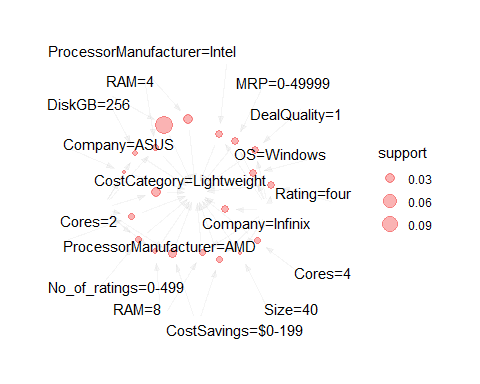 ProcessorManufacturer=Intel
RAM=4
MRP=0-49999
DiskGB=256
DealQuality=1
Company=ASUS
OS=Windows
support
CostCategory=Lightweight
0.03
Rating=four
0.06
Cores=2
Company=Infinix
0.09
ProcessorManufacturer=AMD
Cores=4
No_of_ratings=0-499
RAM=8
Size=40
CostSavings=$0-199